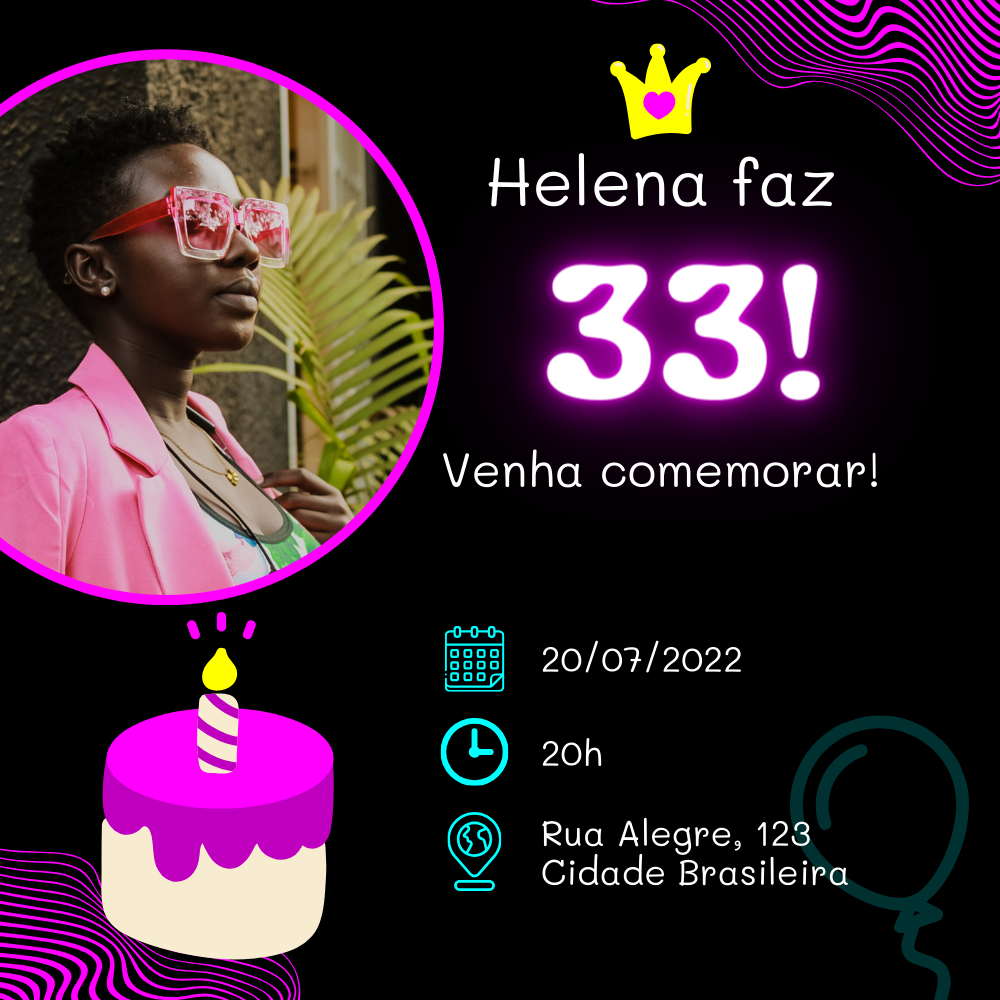 Helena faz
33!
Venha comemorar!
20/07/2022
20h
Rua Alegre, 123
Cidade Brasileira